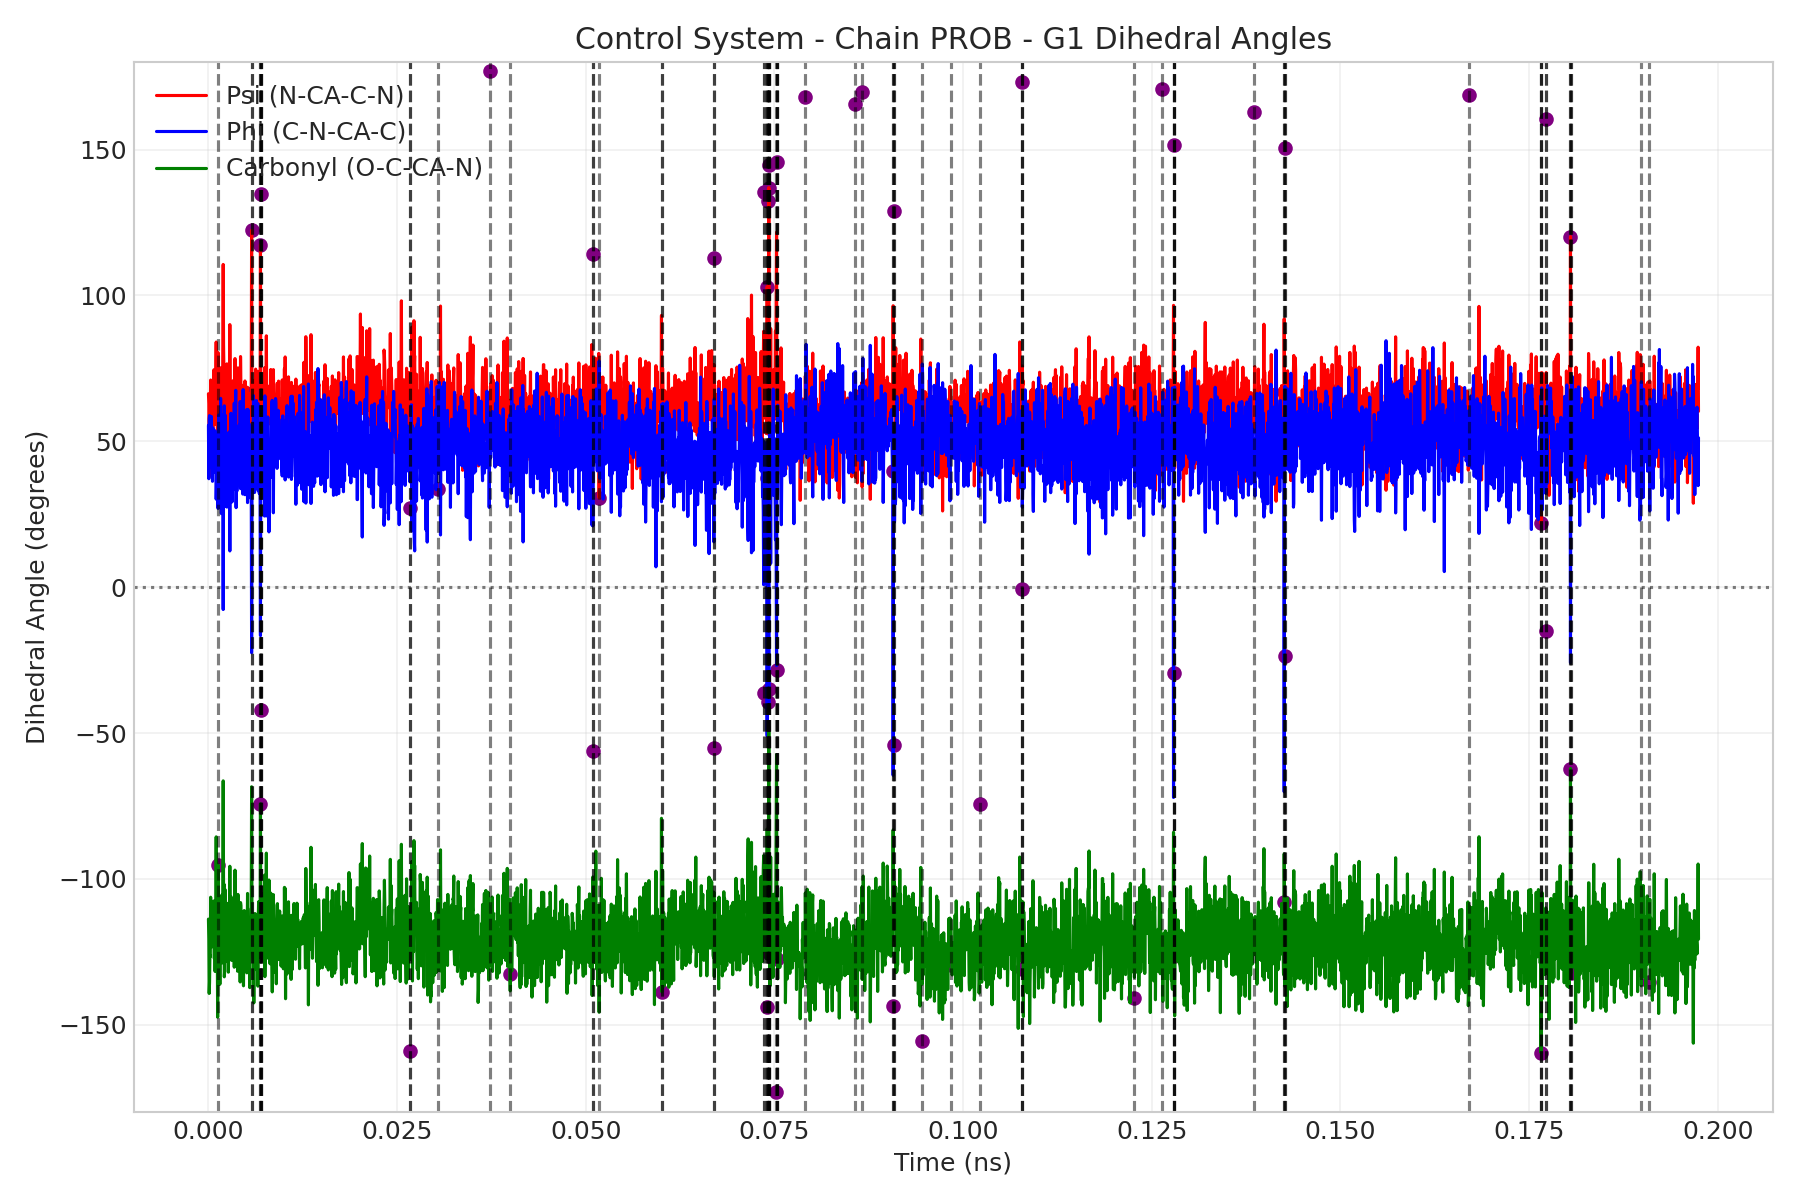 Control System - Chain PROB - G1 Dihedral Angles
Psi (N-CA-C-N)
Phi (C-N-CA-C)
Carbonyl (O-C-CA-N)
Dihedral Angle (degrees)
150
100
50
0
−50
−100
−150
0.000
0.025
0.050
0.075
0.100
0.125
0.150
0.175
0.200
Time (ns)